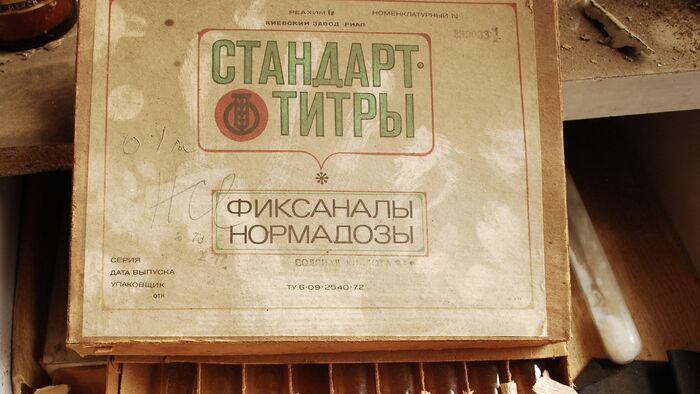 РЕАХИМ НОМЕНКЛАТУРНЫЙ N
КИЕВСКИЙ ЗАВОД РИАП
СТАНДАРТ-
ТИТРЫ
0,1 н
HCl
ФИКСАНАЛЫ
НОРМАДОЗЫ
СЕРИЯ
ДАТА ВЫПУСКА
УПАКОВЩИК
ОТК
ТУ 6-09-2540-72